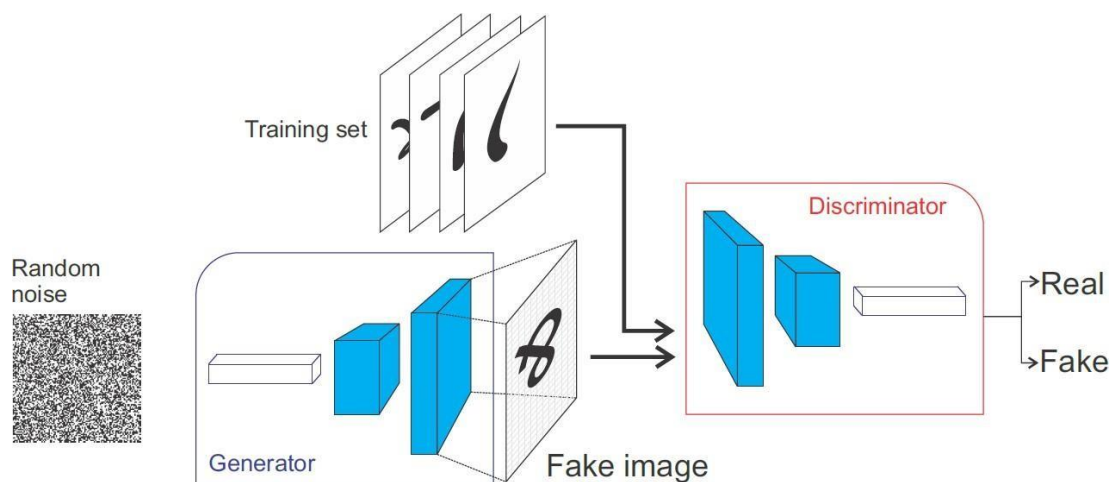 Training set
Discriminator
Random
noise
Real
Fake
Generator
Fake image